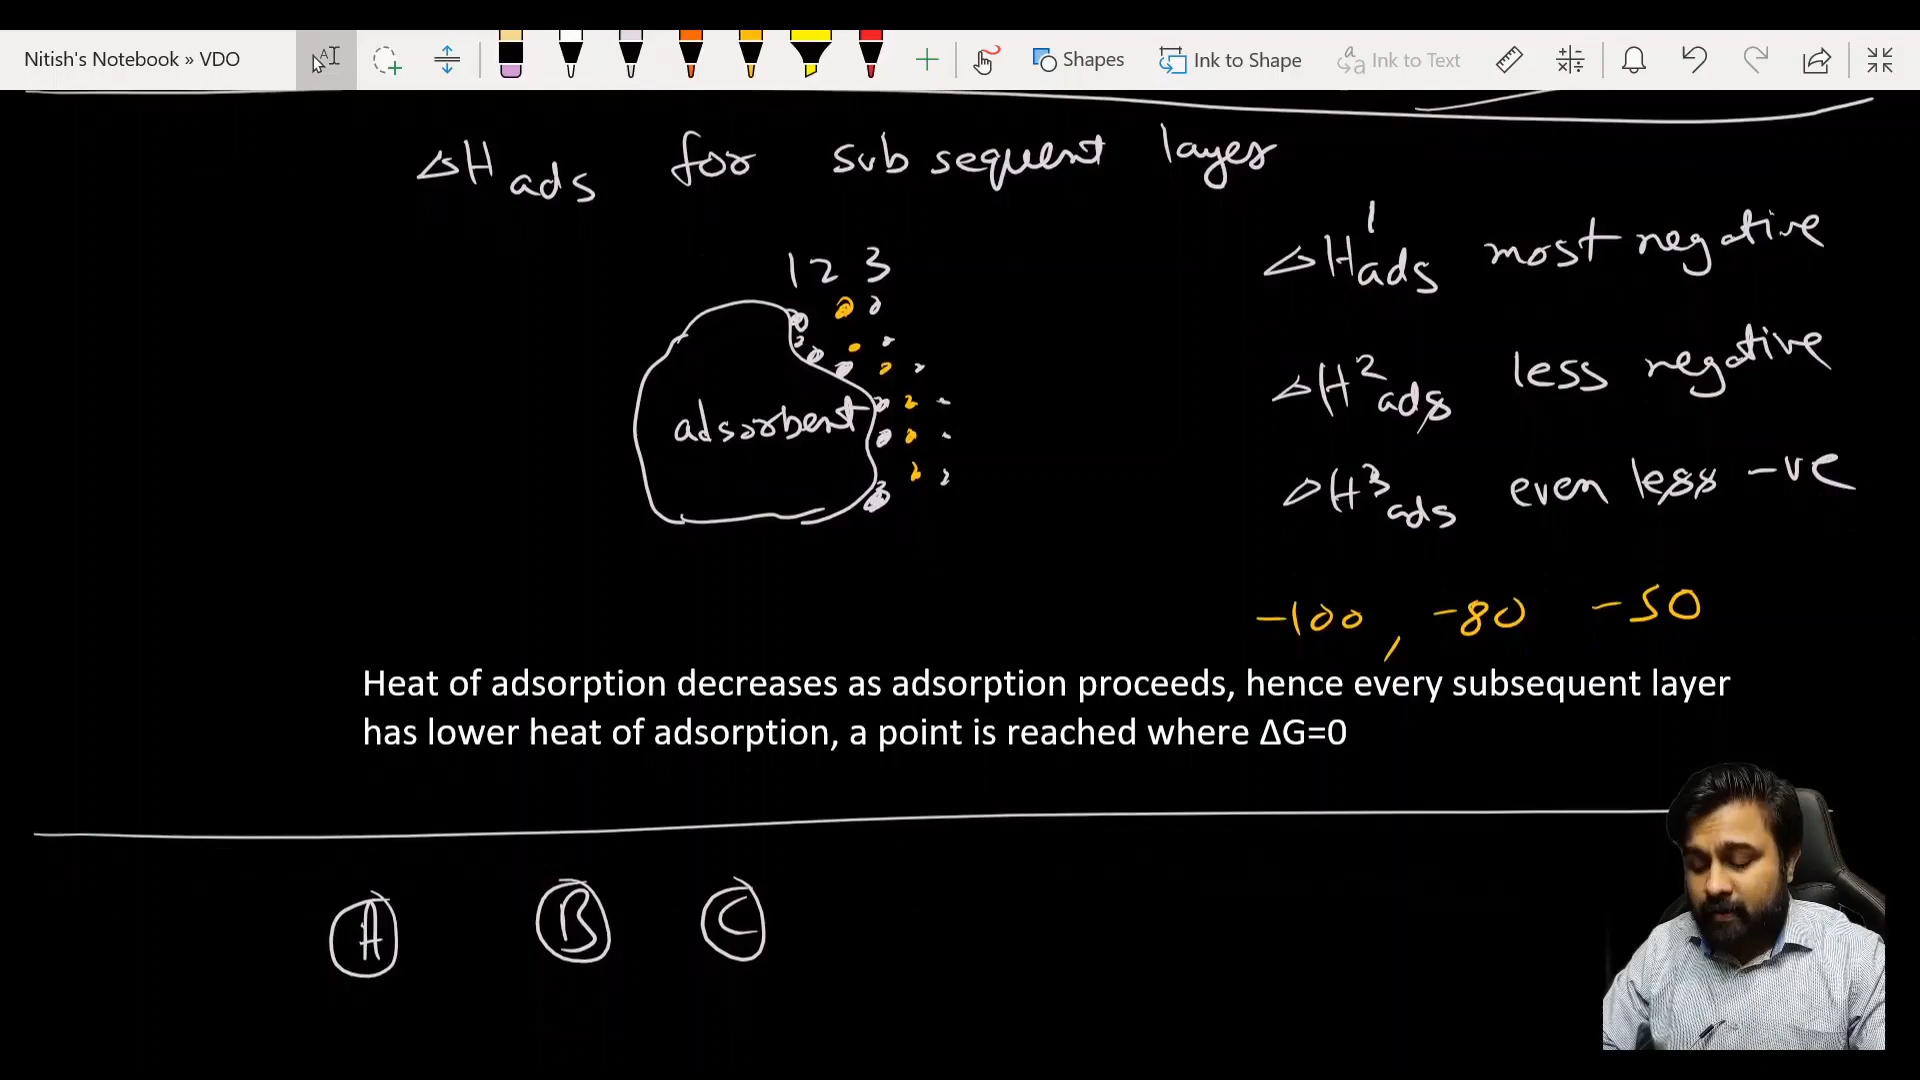 Nitish's Notebook » VDO
Shapes
Ink to Shape
Ink to Text
ΔH ads for sub sequent layer
1 2 3
adsorbent
ΔH¹ads most negative
ΔH²ads less negative
ΔH³ads even less -ve
-100, -80 -50
Heat of adsorption decreases as adsorption proceeds, hence every subsequent layer
has lower heat of adsorption, a point is reached where ΔG=0
A B C